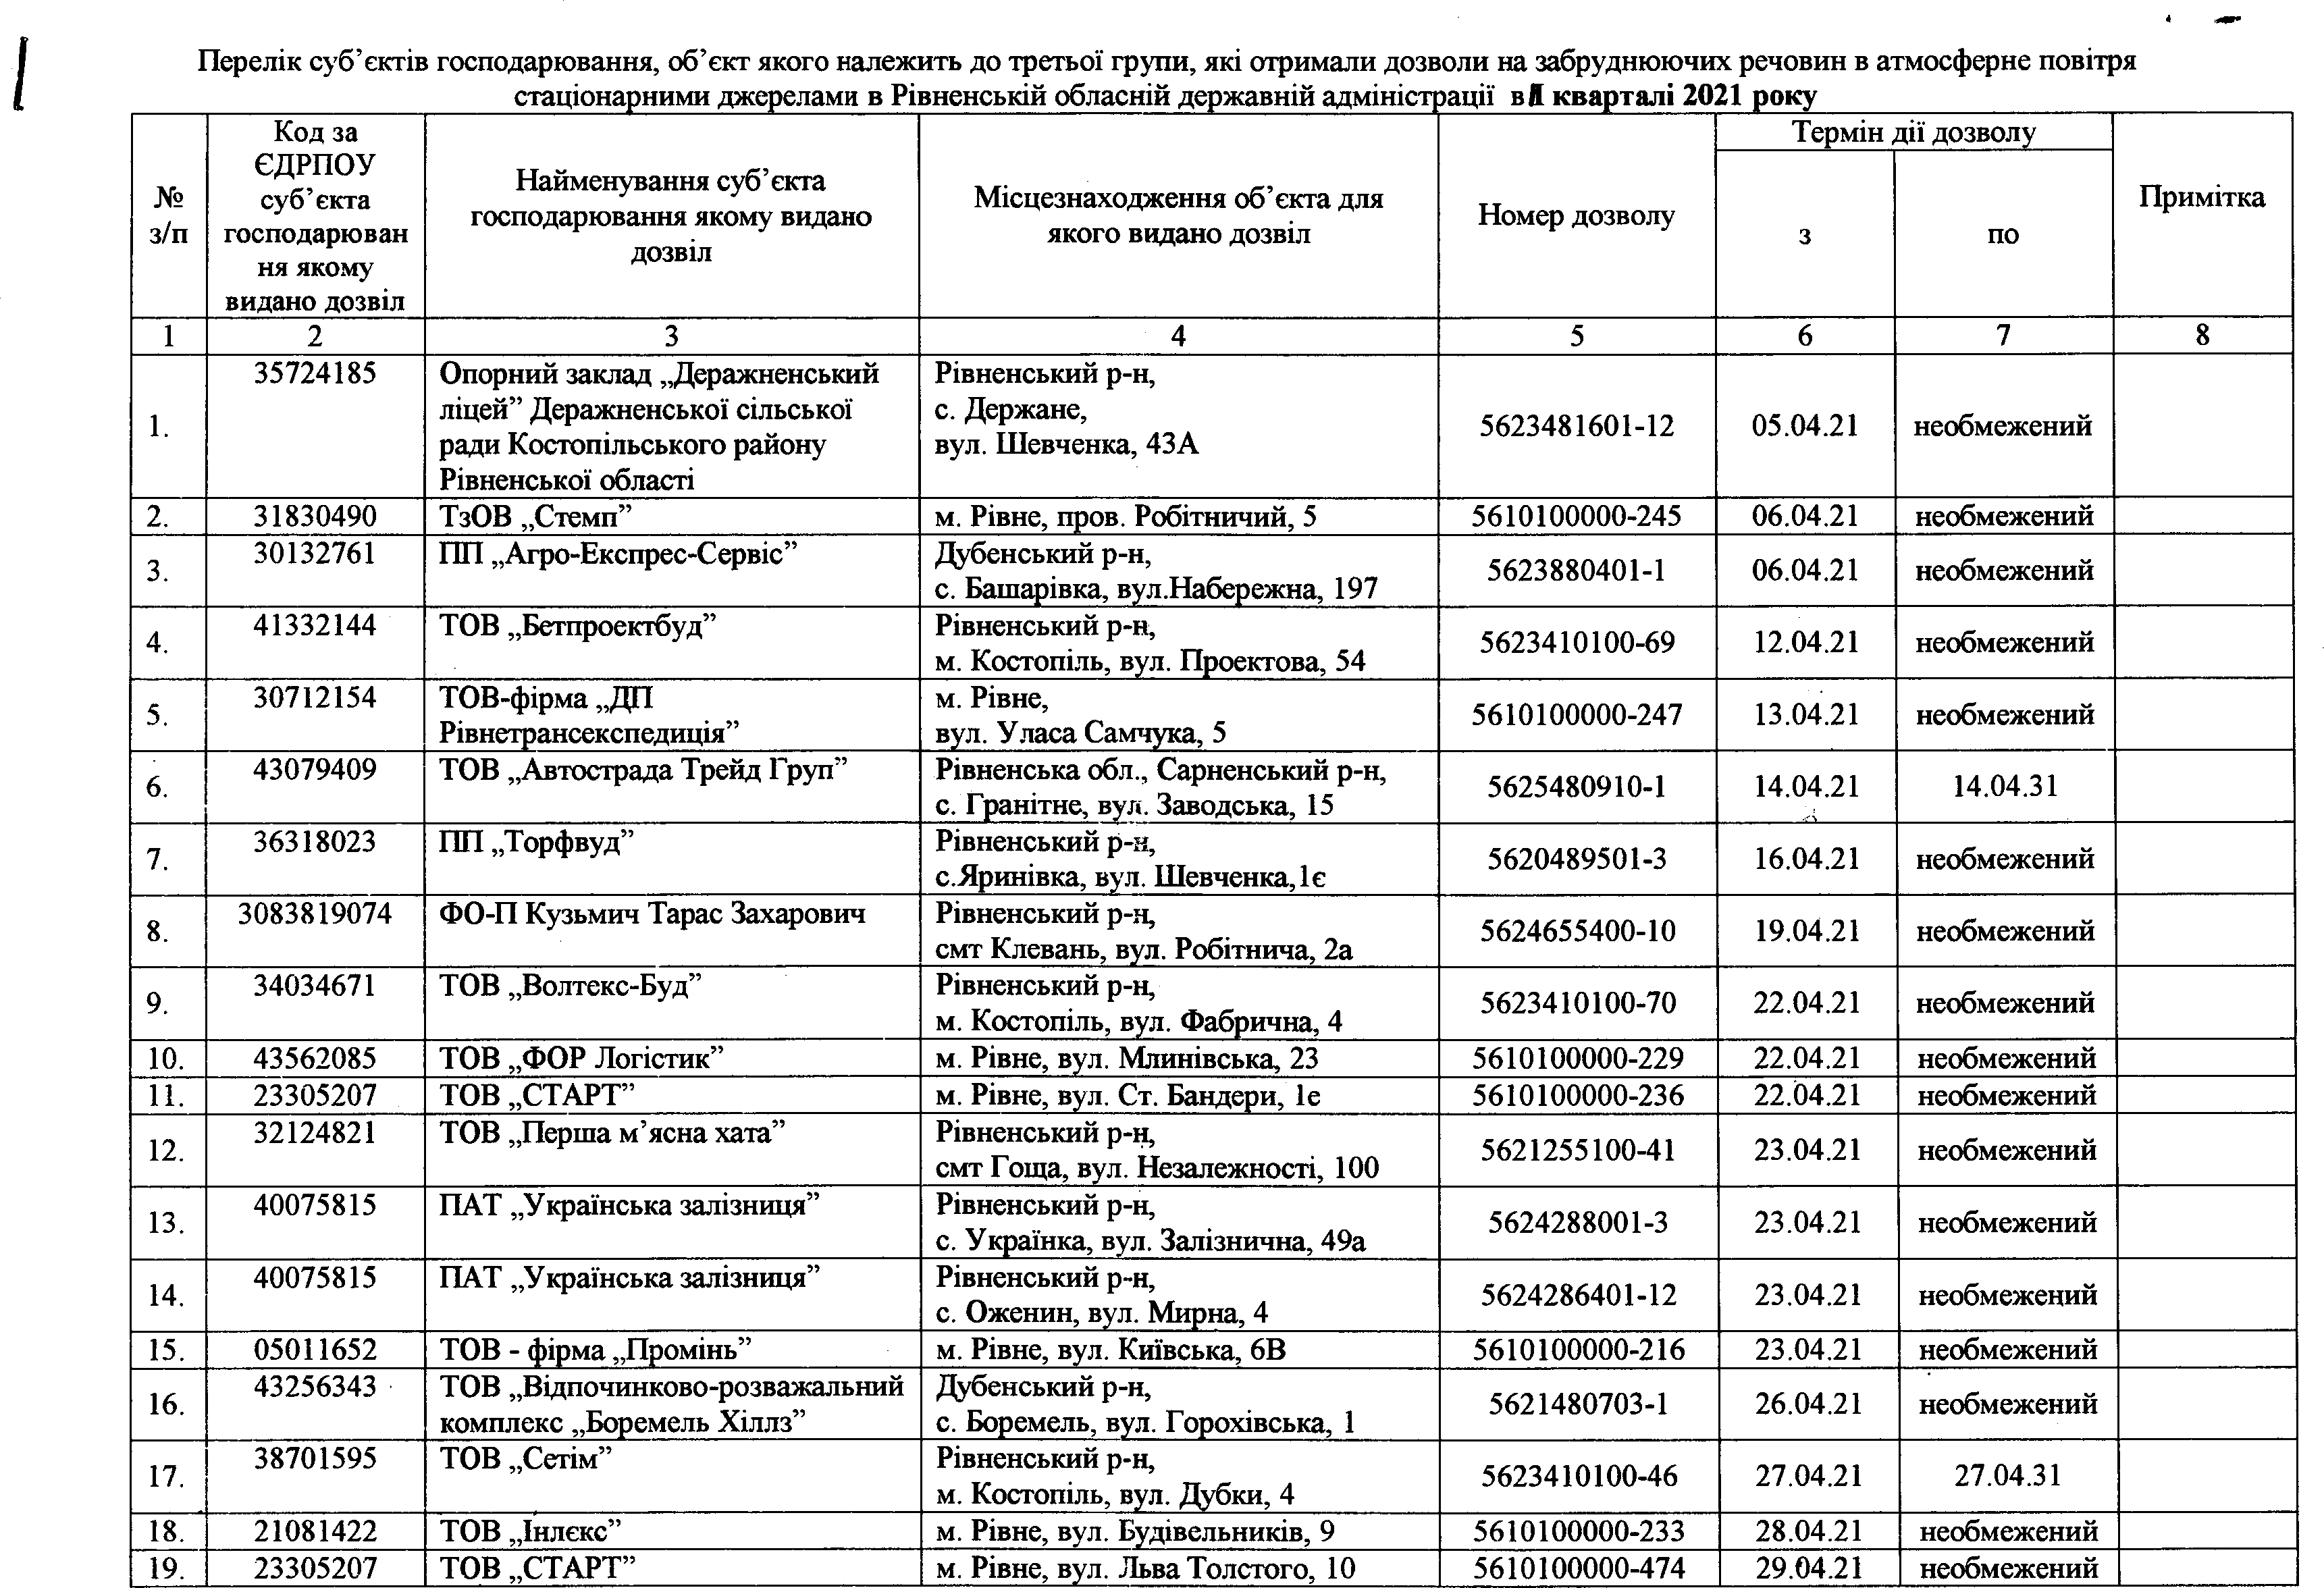 Перелік суб’єктів господарювання, об’єкт якого належить до третьої групи, які отримали дозволи на забруднюючих речовин в атмосферне повітря
стаціонарними джерелами в Рівненській обласній державній адміністрації в II кварталі 2021 року
№ з/п
Код за ЄДРПОУ суб’єкта господарюван ня якому видано дозвіл
Найменування суб’єкта господарювання якому видано дозвіл
Місцезнаходження об’єкта для якого видано дозвіл
Номер дозволу
Термін дії дозволу
з
по
Примітка
1 2 3 4 5 6 7 8
1. 35724185 Опорний заклад „Деражненський Рівненський р-н,
ліцей” Деражненської сільської с. Держане,
ради Костопільського району вул. Шевченка, 43А 5623481601-12 05.04.21 необмежений
Рівненської області
2. 31830490 ТзОВ „Стемп” м. Рівне, пров. Робітничий, 5 5610100000-245 06.04.21 необмежений
3. 30132761 ПП „Агро-Експрес-Сервіс” Дубенський р-н,
с. Башарівка, вул.Набережна, 197 5623880401-1 06.04.21 необмежений
4. 41332144 ТОВ „Бетпроектбуд” Рівненський р-н,
м. Костопіль, вул. Проектова, 54 5623410100-69 12.04.21 необмежений
5. 30712154 ТОВ-фірма „ДП м. Рівне,
Рівнетрансекспедиція” вул. Уласа Самчука, 5 5610100000-247 13.04.21 необмежений
6. 43079409 ТОВ „Автострада Трейд Груп” Рівненська обл., Сарненський р-н,
с. Гранітне, вул. Заводська, 15 5625480910-1 14.04.21 14.04.31
7. 36318023 ПП „Торфвуд” Рівненський р-н,
с.Яринівка, вул. Шевченка,1є 5620489501-3 16.04.21 необмежений
8. 3083819074 ФО-П Кузьмич Тарас Захарович Рівненський р-н,
смт Клевань, вул. Робітнича, 2а 5624655400-10 19.04.21 необмежений
9. 34034671 ТОВ „Волтекс-Буд” Рівненський р-н,
м. Костопіль, вул. Фабрична, 4 5623410100-70 22.04.21 необмежений
10. 43562085 ТОВ „ФОР Логістик” м. Рівне, вул. Млинівська, 23 5610100000-229 22.04.21 необмежений
11. 23305207 ТОВ „СТАРТ” м. Рівне, вул. Ст. Бандери, 1є 5610100000-236 22.04.21 необмежений
12. 32124821 ТОВ „Перша м’ясна хата” Рівненський р-н,
смт Гоща, вул. Незалежності, 100 5621255100-41 23.04.21 необмежений
13. 40075815 ПАТ „Українська залізниця” Рівненський р-н,
с. Українка, вул. Залізнична, 49а 5624288001-3 23.04.21 необмежений
14. 40075815 ПАТ „Українська залізниця” Рівненський р-н,
с. Оженин, вул. Мирна, 4 5624286401-12 23.04.21 необмежений
15. 05011652 ТОВ - фірма „Промінь” м. Рівне, вул. Київська, 6В 5610100000-216 23.04.21 необмежений
16. 43256343 ТОВ „Відпочинково-розважальний Дубенський р-н,
комплекс „Боремель Хіллз” с. Боремель, вул. Горохівська, 1 5621480703-1 26.04.21 необмежений
17. 38701595 ТОВ „Сетім” Рівненський р-н,
м. Костопіль, вул. Дубки, 4 5623410100-46 27.04.21 27.04.31
18. 21081422 ТОВ „Інлєкс” м. Рівне, вул. Будівельників, 9 5610100000-233 28.04.21 необмежений
19. 23305207 ТОВ „СТАРТ” м. Рівне, вул. Льва Толстого, 10 5610100000-474 29.04.21 необмежений